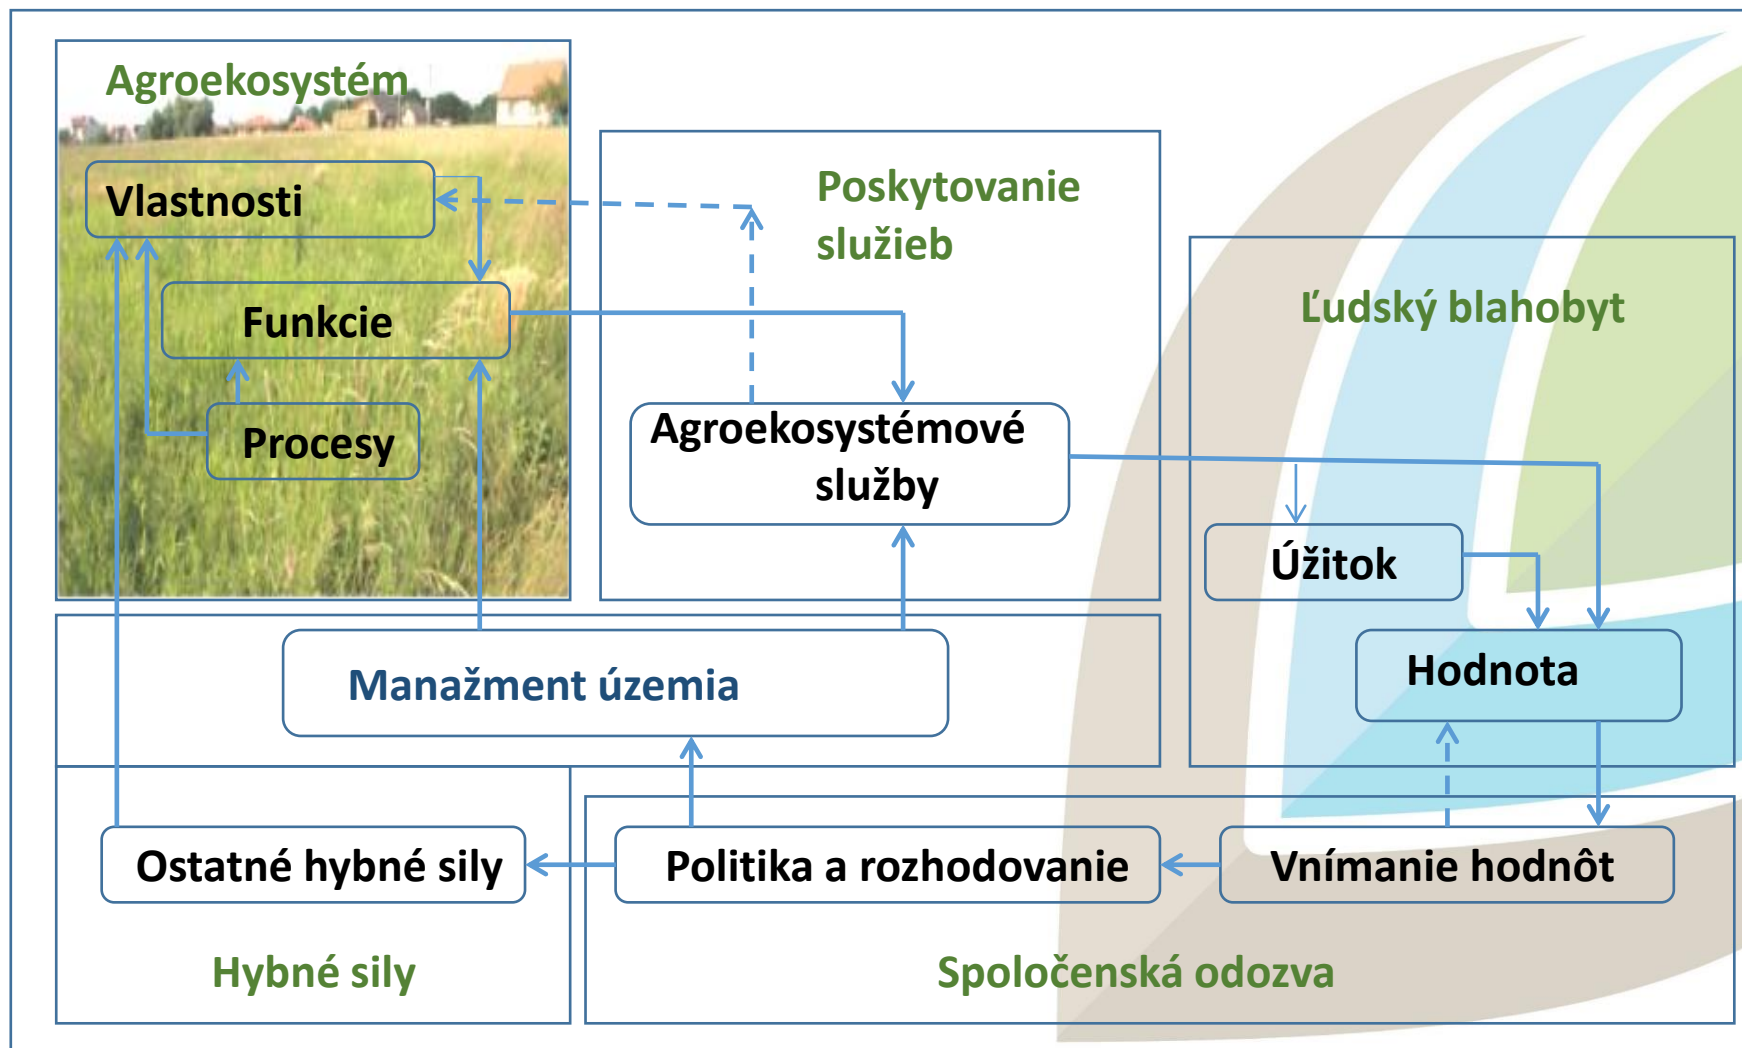 Agroekosystém
Vlastnosti
Funkcie
Procesy
Poskytovanie
služieb
Agroekosystémové
služby
Ľudský blahobyt
Úžitok
Hodnota
Manažment územia
Ostatné hybné sily
Politika a rozhodovanie
Vnímanie hodnôt
Hybné sily
Spoločenská odozva